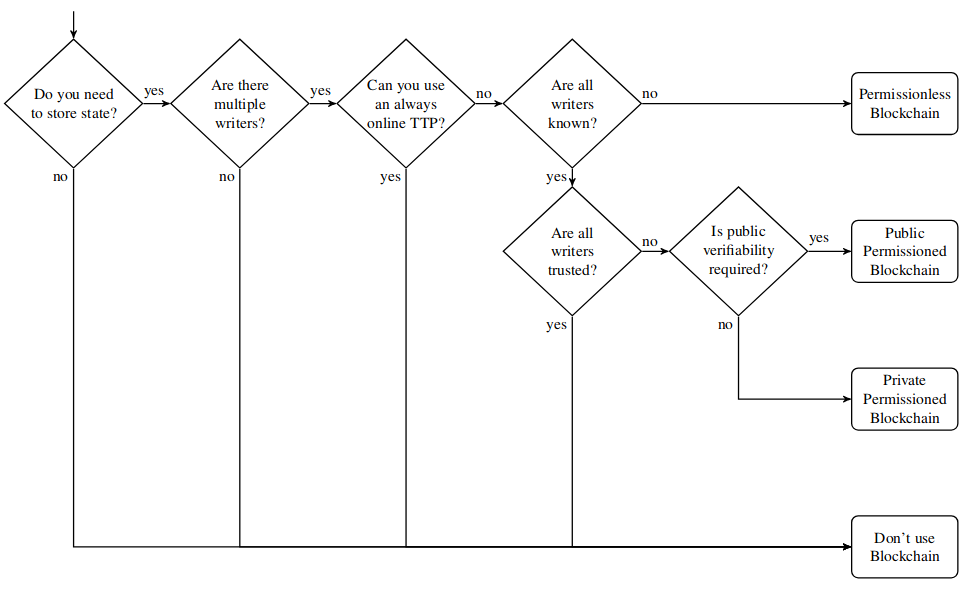 Do you need
to store state?
yes
no
Are there
multiple
writers?
yes
no
Can you use
an always
online TTP?
no
yes
Are all
writers
known?
no
yes
Permissionless
Blockchain
Are all
writers
trusted?
no
yes
Is public
verifiability
required?
yes
no
Public
Permissioned
Blockchain
Private
Permissioned
Blockchain
Don't use
Blockchain